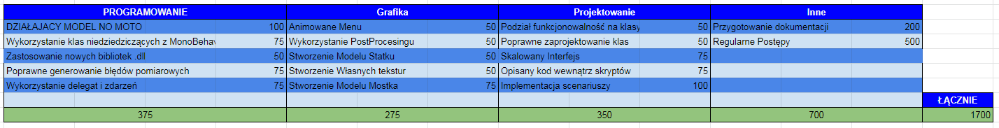 PROGRAMOWANIE Grafika Projektowanie Inne
DZIAŁAJACY MODEL NO MOTO 100 Animowane Menu 50 Podział funkcjonowalność na klasy 50 Przygotowanie dokumentacji 200
Wykorzystanie klas niedziedziczących z MonoBehav 75 Wykorzystanie PostProcesingu 50 Poprawne zaprojektowanie klas 50 Regularne Postępy 500
Zastosowanie nowych bibliotek .dll 50 Stworzenie Modelu Statku 50 Skalowany Interfejs 75
Poprawne generowanie błędów pomiarowych 75 Stworzenie Własnych tekstur 50 Opisany kod wewnątrz skryptów 75
Wykorzystanie delegat i zdarzeń 75 Stworzenie Modelu Mostka 75 Implementacja scenariuszy 100
ŁĄCZNIE
375 275 350 700 1700